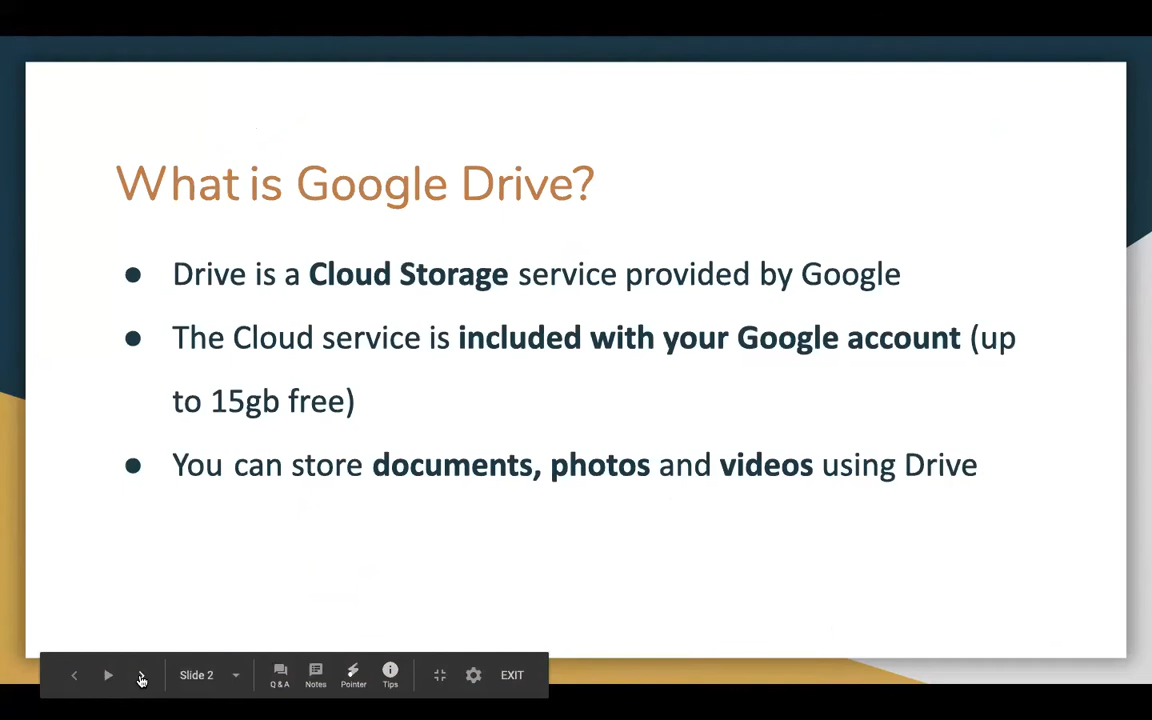 What is Google Drive?
● Drive is a Cloud Storage service provided by Google
● The Cloud service is included with your Google account (up
to 15gb free)
● You can store documents, photos and videos using Drive
Slide 2
Q & A
Notes
Pointer
Tips
EXIT